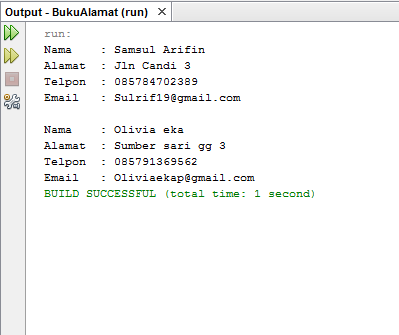 Output - BukuAlamat (run)
run:
Nama : Samsul Arifin
Alamat : Jln Candi 3
Telpon : 085784702389
Email : Sulrif19@gmail.com
Nama : Olivia eka
Alamat : Sumber sari gg 3
Telpon : 085791369562
Email : Oliviaekap@gmail.com
BUILD SUCCESSFUL (total time: 1 second)